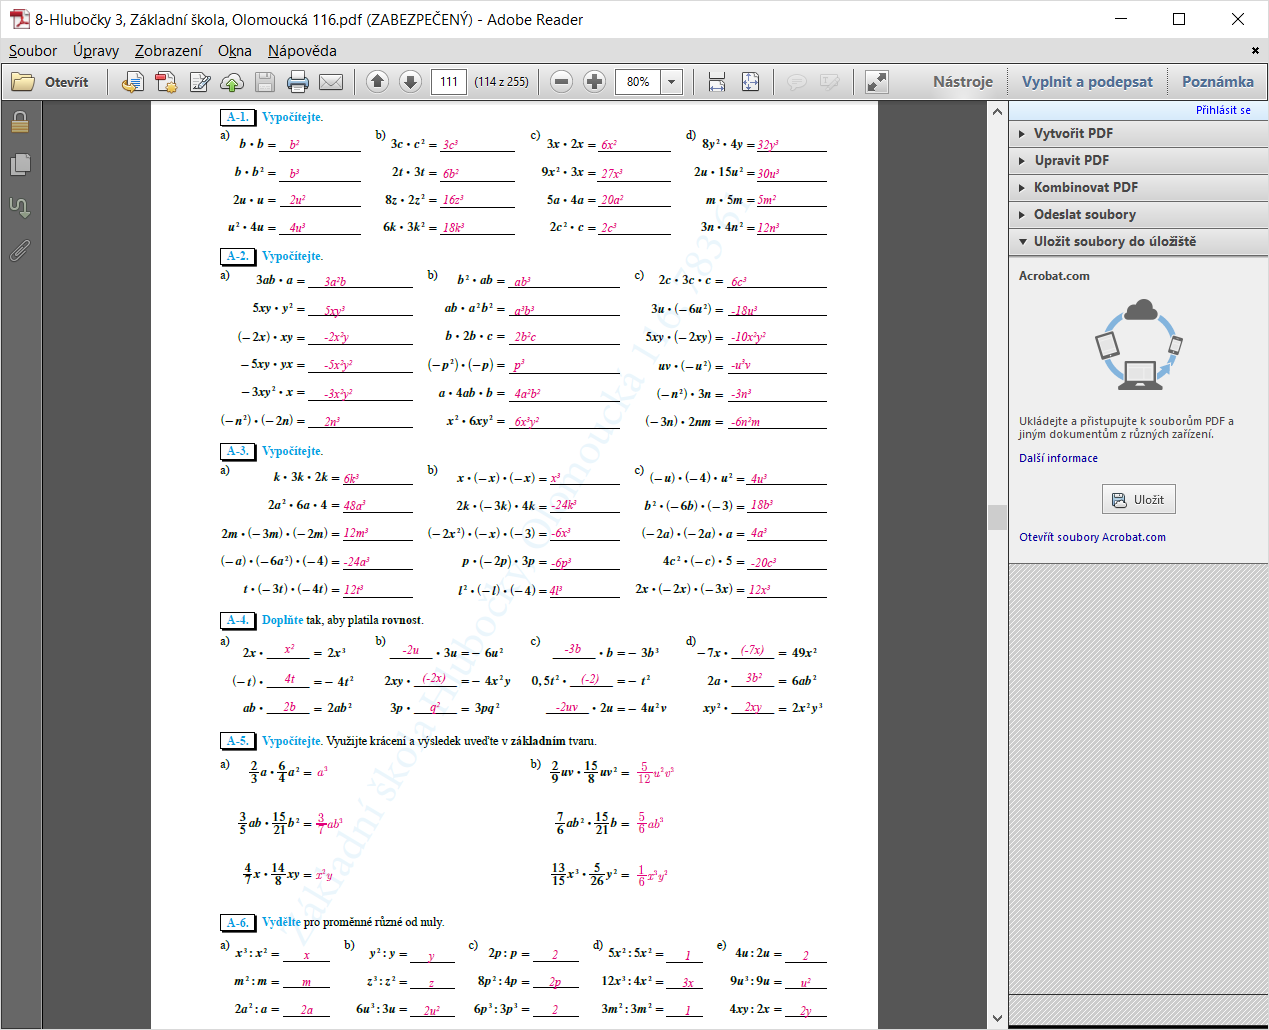 8-Hlubočky 3, Základní škola, Olomoucká 116.pdf (ZABEZPEČENÝ) - Adobe Reader
Soubor Úpravy Zobrazení Okna Nápověda
Otevřít 111 (114 z 255) 80% Nástroje Vyplnit a podepsat Poznámka
Přihlásit se
Vytvořit PDF
Upravit PDF
Kombinovat PDF
Odeslat soubory
Uložit soubory do úložiště
Acrobat.com
Ukládejte a přistupujte k souborům PDF a
jiným dokumentům z různých zařízení.
Další informace
Uložit
Otevřít soubory Acrobat.com
A-1. Vypočítejte.
a) b · b = b² b) 3c · c² = 3c³ c) 3x · 2x = 6x² d) 8y² · 4y = 32y³
b · b² = b³ 2t · 3t = 6b² 9x² · 3x = 27x³ 2u · 15u² = 30u³
2u · u = 2u² 8z · 2z² = 16z³ 5a · 4a = 20a² m · 5m = 5m²
u² · 4u = 4u³ 6k · 3k² = 18k³ 2c² · c = 2c³ 3n · 4n² = 12n³
A-2. Vypočítejte.
a) 3ab · a = 3a²b b) b² · ab = ab³ c) 2c · 3c · c = 6c³
5xy · y² = 5xy³ ab · a²b² = a³b³ 3u · (−6u²) = -18u³
(−2x) · xy = -2x²y b · 2b · c = 2b²c 5xy · (−2xy) = -10x²y²
−5xy · yx = -5x²y² (−p²) · (−p) = p³ uv · (−u²) = -u³v
−3xy² · x = -3x²y² a · 4ab · b = 4a²b² (−n²) · 3n = -3n³
(−n²) · (−2n) = 2n³ x² · 6xy² = 6x³y² (−3n) · 2nm = -6n²m
A-3. Vypočítejte.
a) k · 3k · 2k = 6k³ b) x · (−x) · (−x) = x³ c) (−u) · (−4) · u² = 4u³
2a² · 6a · 4 = 48a³ 2k · (−3k) · 4k = -24k³ b² · (−6b) · (−3) = 18b³
2m · (−3m) · (−2m) = 12m³ (−2x²) · (−x) · (−3) = -6x³ (−2a) · (−2a) · a = 4a³
(−a) · (−6a²) · (−4) = -24a³ p · (−2p) · 3p = -6p³ 4c² · (−c) · 5 = -20c³
t · (−3t) · (−4t) = 12t³ l² · (−l) · (−4) = 4l³ 2x · (−2x) · (−3x) = 12x³
A-4. Doplňte tak, aby platila rovnost.
a) 2x · x² = 2x³ b) -2u · 3u = − 6u² c) -3b · b = − 3b³ d) −7x · (-7x) = 49x²
(−t) · 4t = − 4t² 2xy · (-2x) = − 4x²y 0,5t² · (-2) = − t² 2a · 3b² = 6ab²
ab · 2b = 2ab² 3p · q² = 3pq² -2uv · 2u = − 4u²v xy² · 2xy = 2x²y³
A-5. Vypočítejte. Využijte krácení a výsledek uveďte v základním tvaru.
a) 2/3 a · 6/4 a² = a³ b) 2/9 uv · 15/8 uv² = 5/12 u²v³
3/5 ab · 15/21 b² = 3/7 ab³ 7/6 ab² · 15/21 b = 5/6 ab³
4/7 x · 14/8 xy = x²y 13/15 x³ · 5/26 y² = 1/6 x³y²
A-6. Vydělte pro proměnné různé od nuly.
a) x³ : x² = x b) y² : y = y c) 2p : p = 2 d) 5x² : 5x² = 1 e) 4u : 2u = 2
m² : m = m z³ : z² = z 8p² : 4p = 2p 12x³ : 4x² = 3x 9u³ : 9u = u²
2a² : a = 2a 6u³ : 3u = 2u² 6p³ : 3p³ = 2 3m² : 3m² = 1 4xy : 2x = 2y